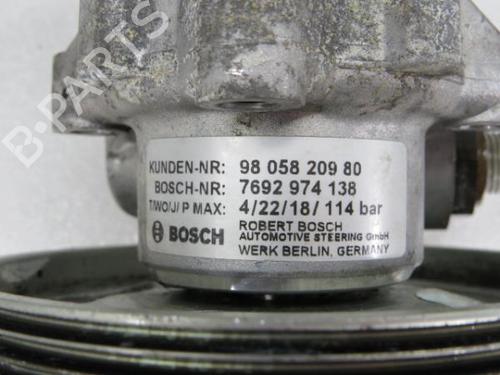 B-PARTS
KUNDEN-NR: 98 058 209 80
BOSCH-NR: 7692 974 138
T/WO/J/ P MAX: 4/22/18/ 114 bar
BOSCH
ROBERT BOSCH
AUTOMOTIVE STEERING GmbH
WERK BERLIN, GERMANY